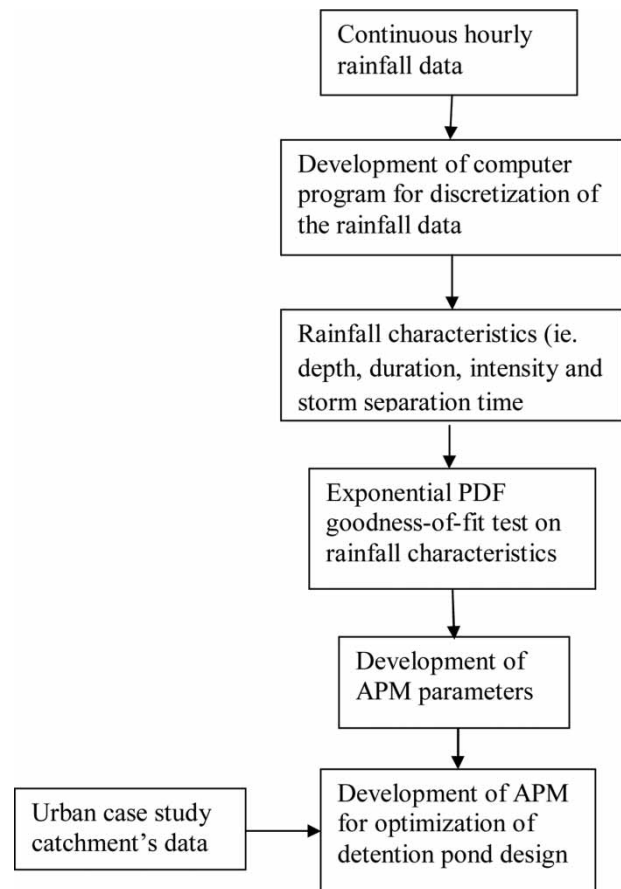 Continuous hourly
rainfall data
Development of computer
program for discretization of
the rainfall data
Rainfall characteristics (ie.
depth, duration, intensity and
storm separation time
Exponential PDF
goodness-of-fit test on
rainfall characteristics
Development of
APM parameters
Urban case study
catchment’s data
Development of APM
for optimization of
detention pond design